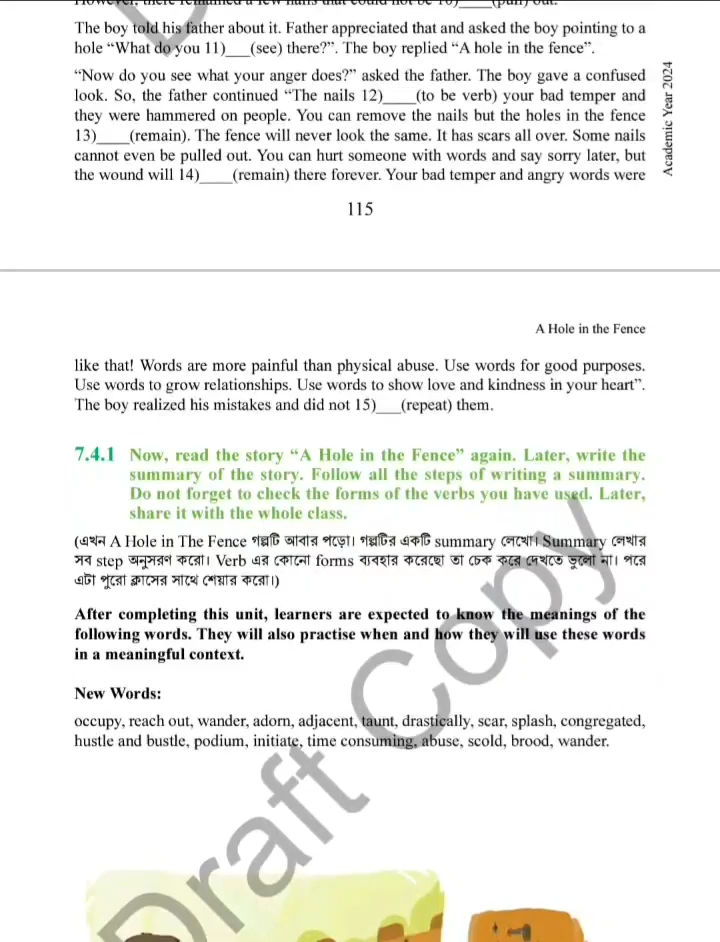 However, there remained a few nails that could not be 10)____(pull) out.
The boy told his father about it. Father appreciated that and asked the boy pointing to a
hole “What do you 11)___(see) there?”. The boy replied “A hole in the fence”.
“Now do you see what your anger does?” asked the father. The boy gave a confused
look. So, the father continued “The nails 12)____(to be verb) your bad temper and
they were hammered on people. You can remove the nails but the holes in the fence
13)____(remain). The fence will never look the same. It has scars all over. Some nails
cannot even be pulled out. You can hurt someone with words and say sorry later, but
the wound will 14)____(remain) there forever. Your bad temper and angry words were
Academic Year 2024
115
A Hole in the Fence
like that! Words are more painful than physical abuse. Use words for good purposes.
Use words to grow relationships. Use words to show love and kindness in your heart”.
The boy realized his mistakes and did not 15)___(repeat) them.
7.4.1 Now, read the story “A Hole in the Fence” again. Later, write the
summary of the story. Follow all the steps of writing a summary.
Do not forget to check the forms of the verbs you have used. Later,
share it with the whole class.
(এখন A Hole in The Fence গল্পটি আবার পড়ো। গল্পটির একটি summary লেখো। Summary লেখার
সব step অনুসরণ করো। Verb এর কোনো forms ব্যবহার করেছো তা চেক করে দেখতে ভুলো না। পরে
এটা পুরো ক্লাসের সাথে শেয়ার করো।)
After completing this unit, learners are expected to know the meanings of the
following words. They will also practise when and how they will use these words
in a meaningful context.
New Words:
occupy, reach out, wander, adorn, adjacent, taunt, drastically, scar, splash, congregated,
hustle and bustle, podium, initiate, time consuming, abuse, scold, brood, wander.
Draft Copy